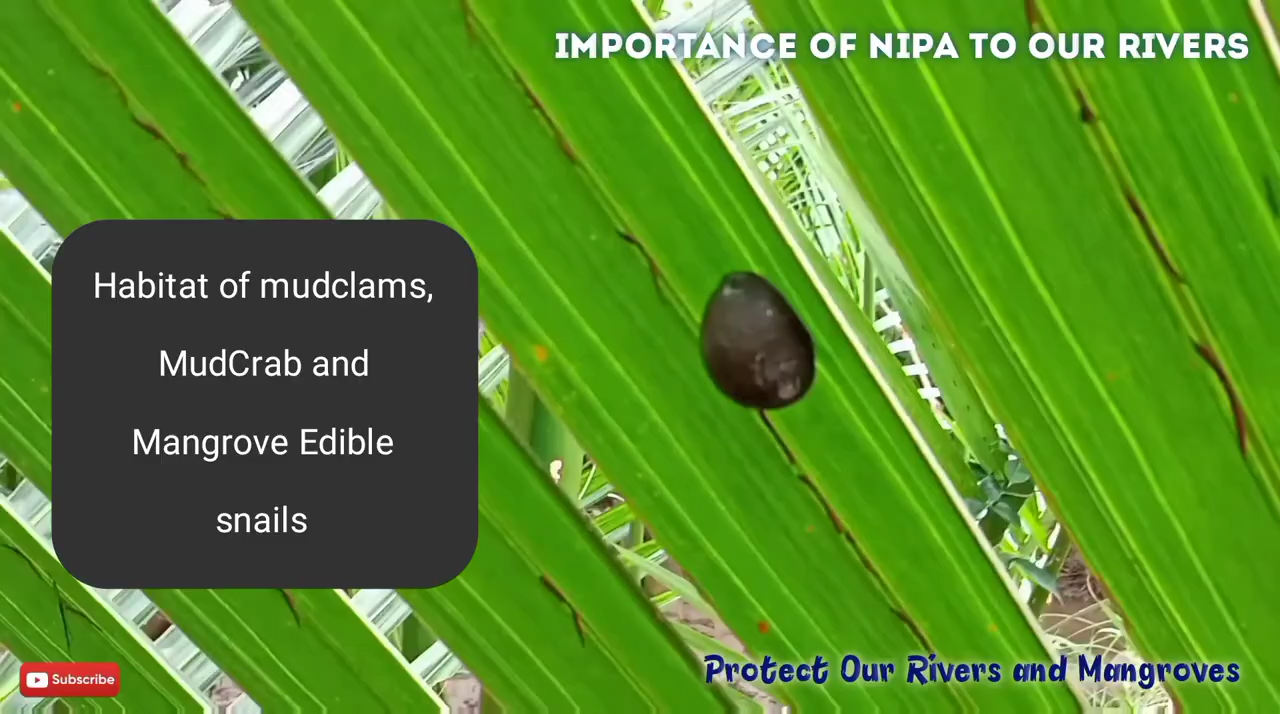 IMPORTANCE OF NIPA TO OUR RIVERS
Habitat of mudclams,
MudCrab and
Mangrove Edible
snails
Protect Our Rivers and Mangroves
Subscribe